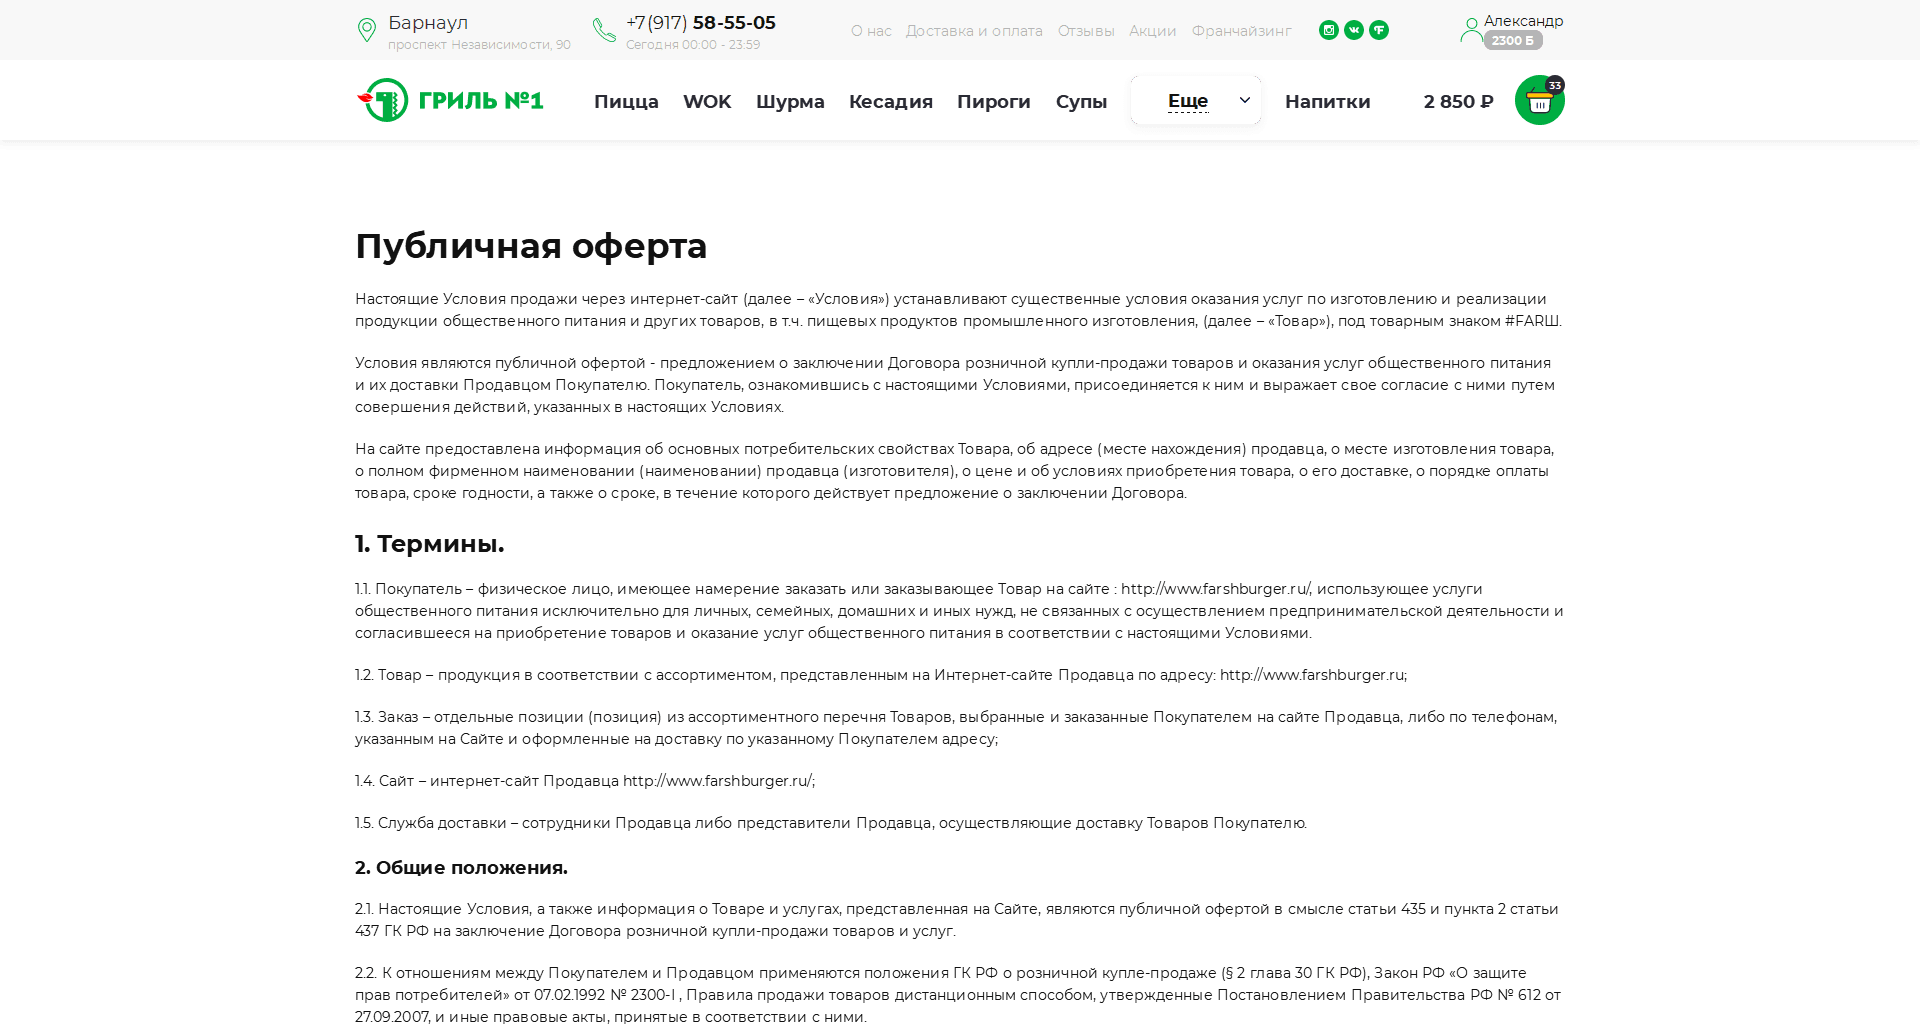 Барнаул
проспект Независимости, 90
+7(917) 58-55-05
Сегодня 00:00 - 23:59
О нас Доставка и оплата Отзывы Акции Франчайзинг
Александр
2300 Б
ГРИЛЬ №1
Пицца WOK Шурма Кесадия Пироги Супы Еще Напитки 2 850 ₽
33
Публичная оферта
Настоящие Условия продажи через интернет-сайт (далее – «Условия») устанавливают существенные условия оказания услуг по изготовлению и реализации
продукции общественного питания и других товаров, в т.ч. пищевых продуктов промышленного изготовления, (далее – «Товар»), под товарным знаком #FARШ.
Условия являются публичной офертой - предложением о заключении Договора розничной купли-продажи товаров и оказания услуг общественного питания
и их доставки Продавцом Покупателю. Покупатель, ознакомившись с настоящими Условиями, присоединяется к ним и выражает свое согласие с ними путем
совершения действий, указанных в настоящих Условиях.
На сайте предоставлена информация об основных потребительских свойствах Товара, об адресе (месте нахождения) продавца, о месте изготовления товара,
о полном фирменном наименовании (наименовании) продавца (изготовителя), о цене и об условиях приобретения товара, о его доставке, о порядке оплаты
товара, сроке годности, а также о сроке, в течение которого действует предложение о заключении Договора.
1. Термины.
1.1. Покупатель – физическое лицо, имеющее намерение заказать или заказывающее Товар на сайте : http://www.farshburger.ru/, использующее услуги
общественного питания исключительно для личных, семейных, домашних и иных нужд, не связанных с осуществлением предпринимательской деятельности и
согласившееся на приобретение товаров и оказание услуг общественного питания в соответствии с настоящими Условиями.
1.2. Товар – продукция в соответствии с ассортиментом, представленным на Интернет-сайте Продавца по адресу: http://www.farshburger.ru;
1.3. Заказ – отдельные позиции (позиция) из ассортиментного перечня Товаров, выбранные и заказанные Покупателем на сайте Продавца, либо по телефонам,
указанным на Сайте и оформленные на доставку по указанному Покупателем адресу;
1.4. Сайт – интернет-сайт Продавца http://www.farshburger.ru/;
1.5. Служба доставки – сотрудники Продавца либо представители Продавца, осуществляющие доставку Товаров Покупателю.
2. Общие положения.
2.1. Настоящие Условия, а также информация о Товаре и услугах, представленная на Сайте, являются публичной офертой в смысле статьи 435 и пункта 2 статьи
437 ГК РФ на заключение Договора розничной купли-продажи товаров и услуг.
2.2. К отношениям между Покупателем и Продавцом применяются положения ГК РФ о розничной купле-продаже (§ 2 глава 30 ГК РФ), Закон РФ «О защите
прав потребителей» от 07.02.1992 № 2300-I , Правила продажи товаров дистанционным способом, утвержденные Постановлением Правительства РФ № 612 от
27.09.2007, и иные правовые акты, принятые в соответствии с ними.